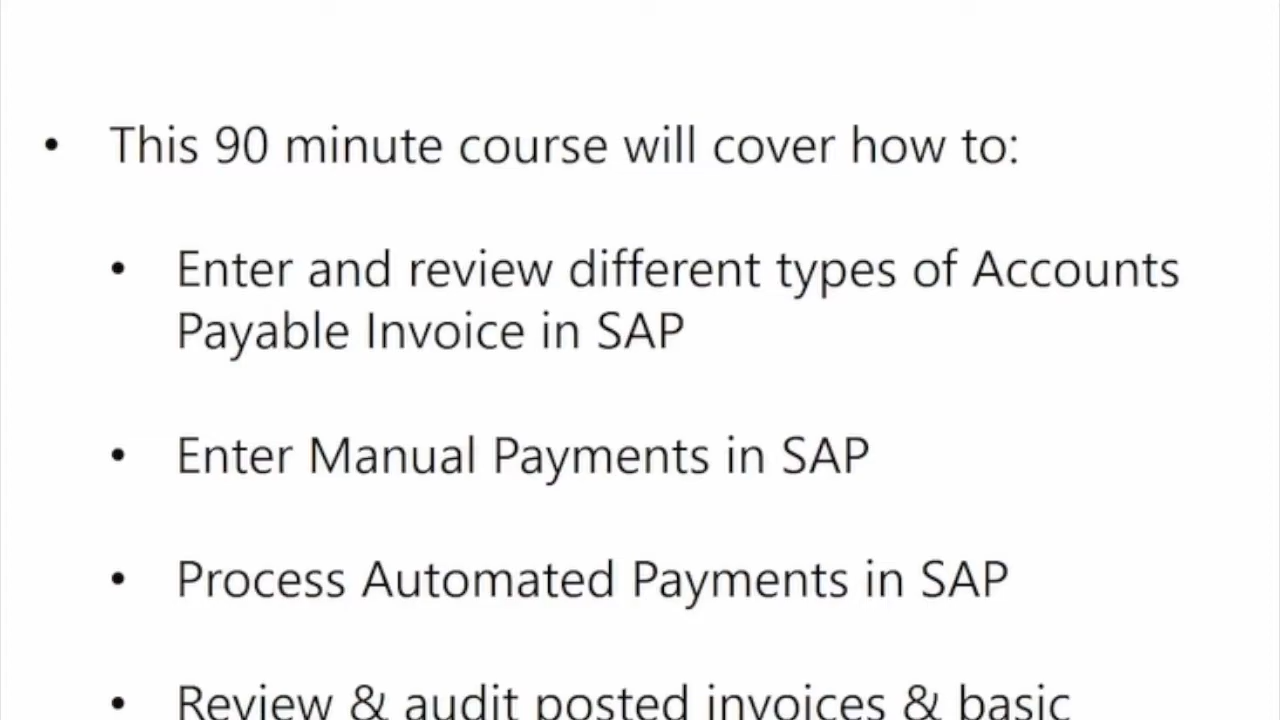 • This 90 minute course will cover how to:
• Enter and review different types of Accounts
Payable Invoice in SAP
• Enter Manual Payments in SAP
• Process Automated Payments in SAP
• Review & audit posted invoices & basic